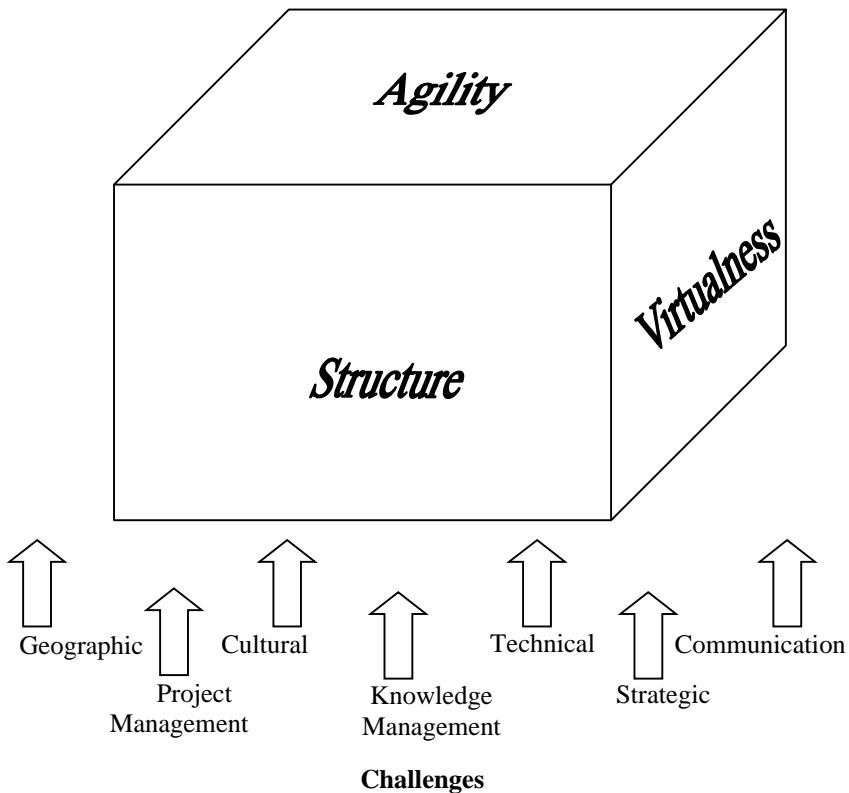 Agility
Virtualness
Structure
Geographic
Cultural
Technical
Communication
Project
Management
Knowledge
Management
Strategic
Challenges